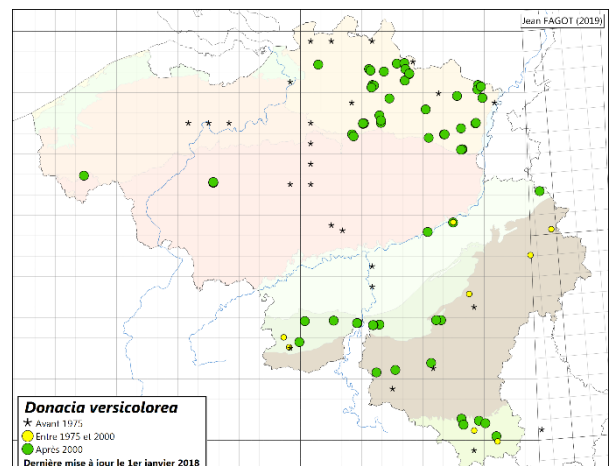 Jean FAGOT (2019)
Donacia versicolorea
Avant 1975
Entre 1975 et 2000
Après 2000
Dernière mise à jour le 1er janvier 2018